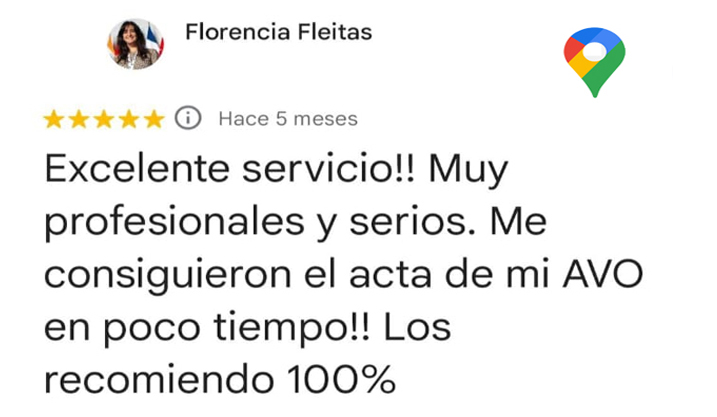 Florencia Fleitas
Hace 5 meses
Excelente servicio!! Muy
profesionales y serios. Me
consiguieron el acta de mi AVO
en poco tiempo!! Los
recomiendo 100%